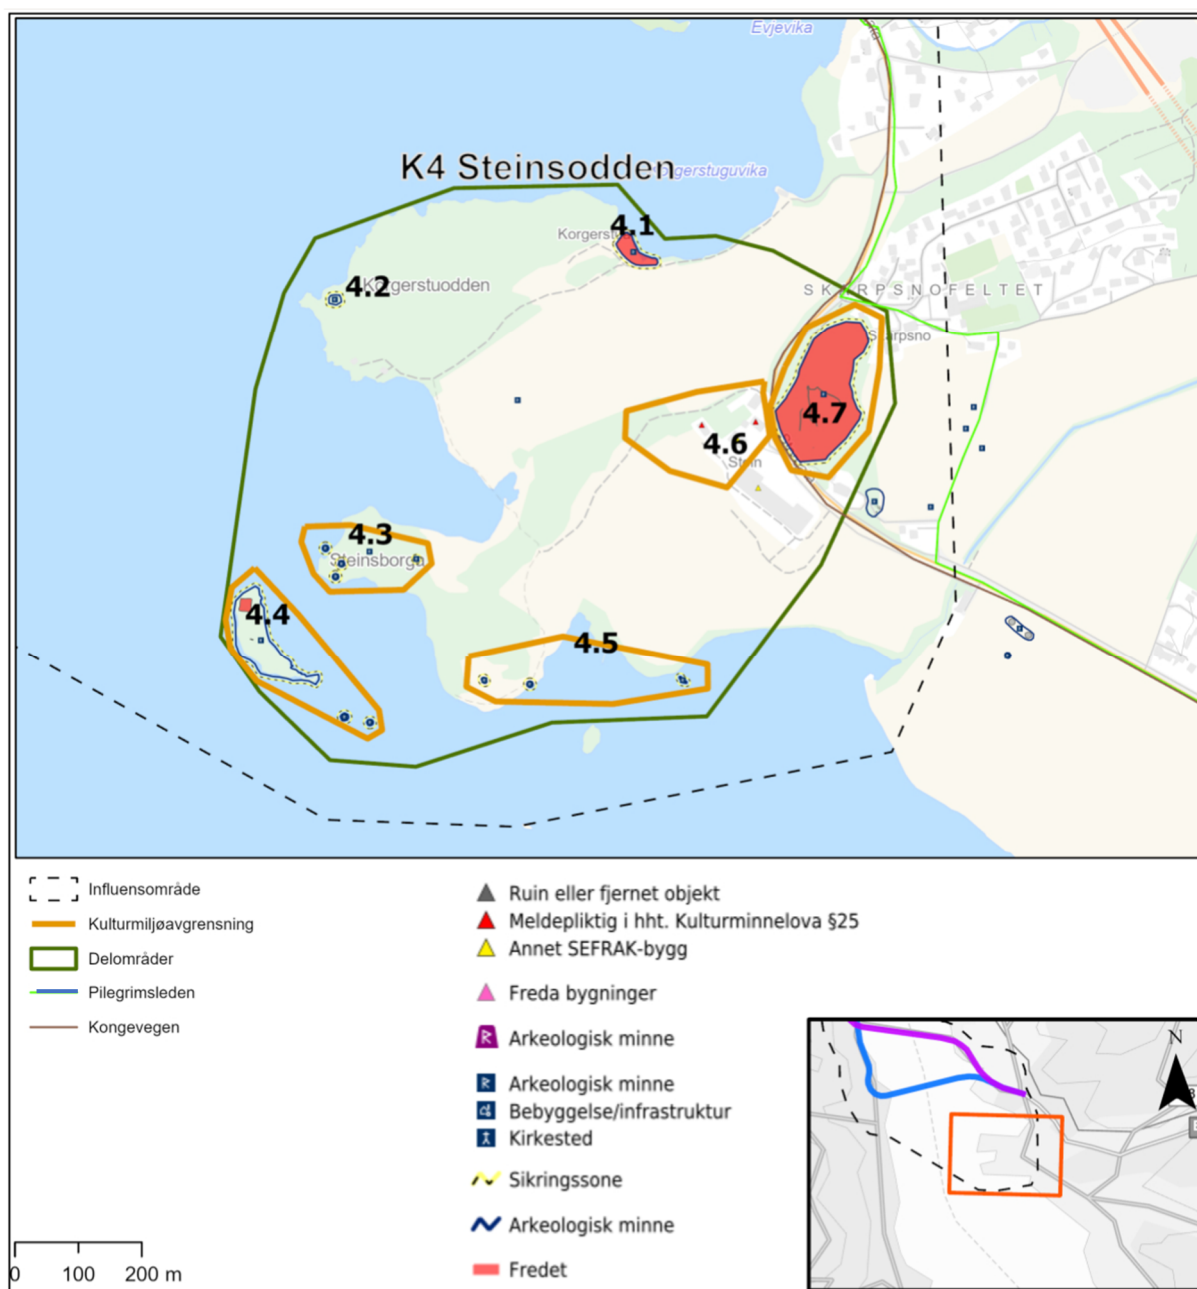 Evjevika
K4 Steinsodden
Korgerstuguvika
4.1
Korgerst
4.2
Korgerstuodden
SKARPSNOFELTET
Skarpsno
4.7
4.6
Stein
4.3
Steinsborga
4.4
4.5
Influensområde
Kulturmiljøavgrensning
Delområder
Pilegrimsleden
Kongevegen
Ruin eller fjernet objekt
Meldepliktig i hht. Kulturminnelova §25
Annet SEFRAK-bygg
Freda bygninger
R Arkeologisk minne
R Arkeologisk minne
Bebyggelse/infrastruktur
Kirkested
Sikringssone
Arkeologisk minne
Fredet
0 100 200 m
N